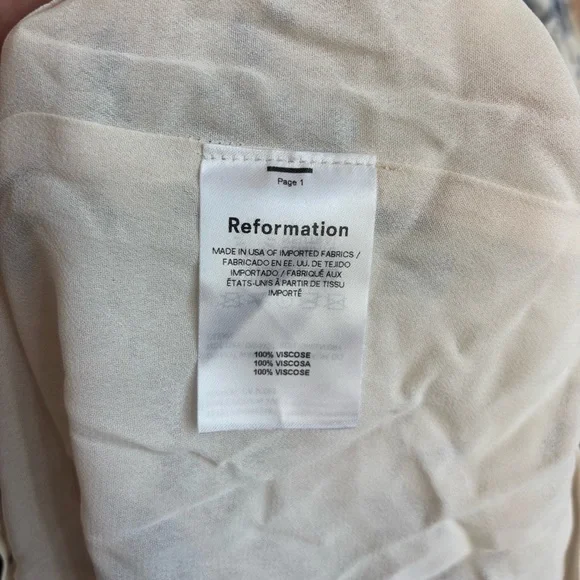 Page 1
Reformation
MADE IN USA OF IMPORTED FABRICS /
FABRICADO EN EE. UU. DE TEJIDO
IMPORTADO / FABRIQUÉ AUX
ÉTATS-UNIS À PARTIR DE TISSU
IMPORTÉ
100% VISCOSE
100% VISCOSA
100% VISCOSE